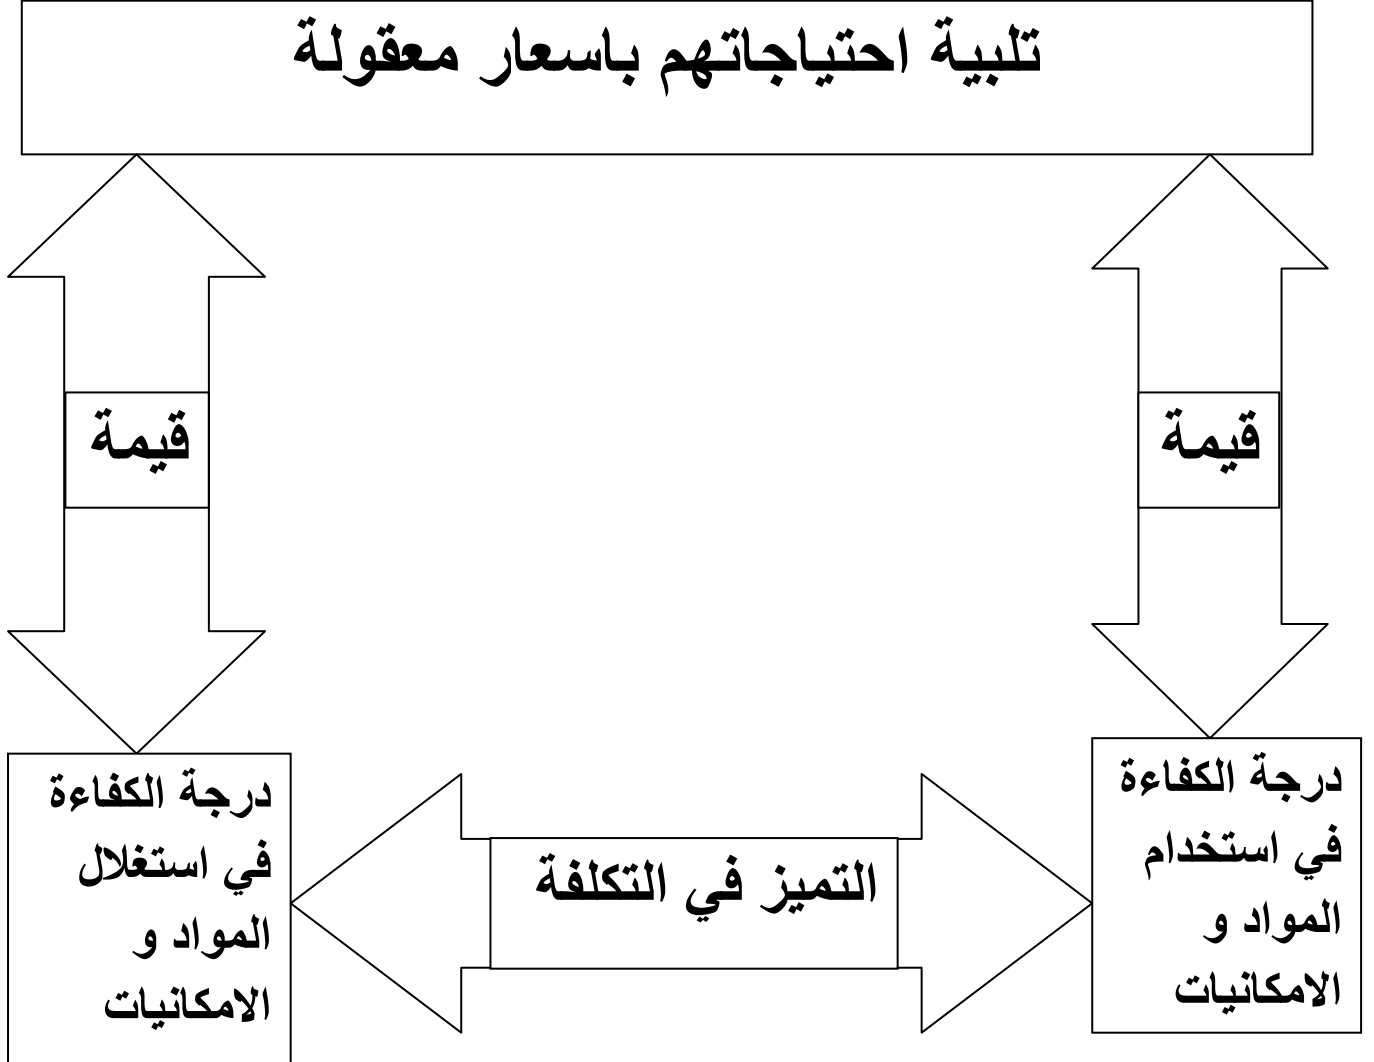 تلبية احتياجاتهم باسعار معقولة
قيمة
قيمة
درجة الكفاءة
في استخدام
المواد و
الامكانيات
التميز في التكلفة
درجة الكفاءة
في استغلال
المواد و
الامكانيات